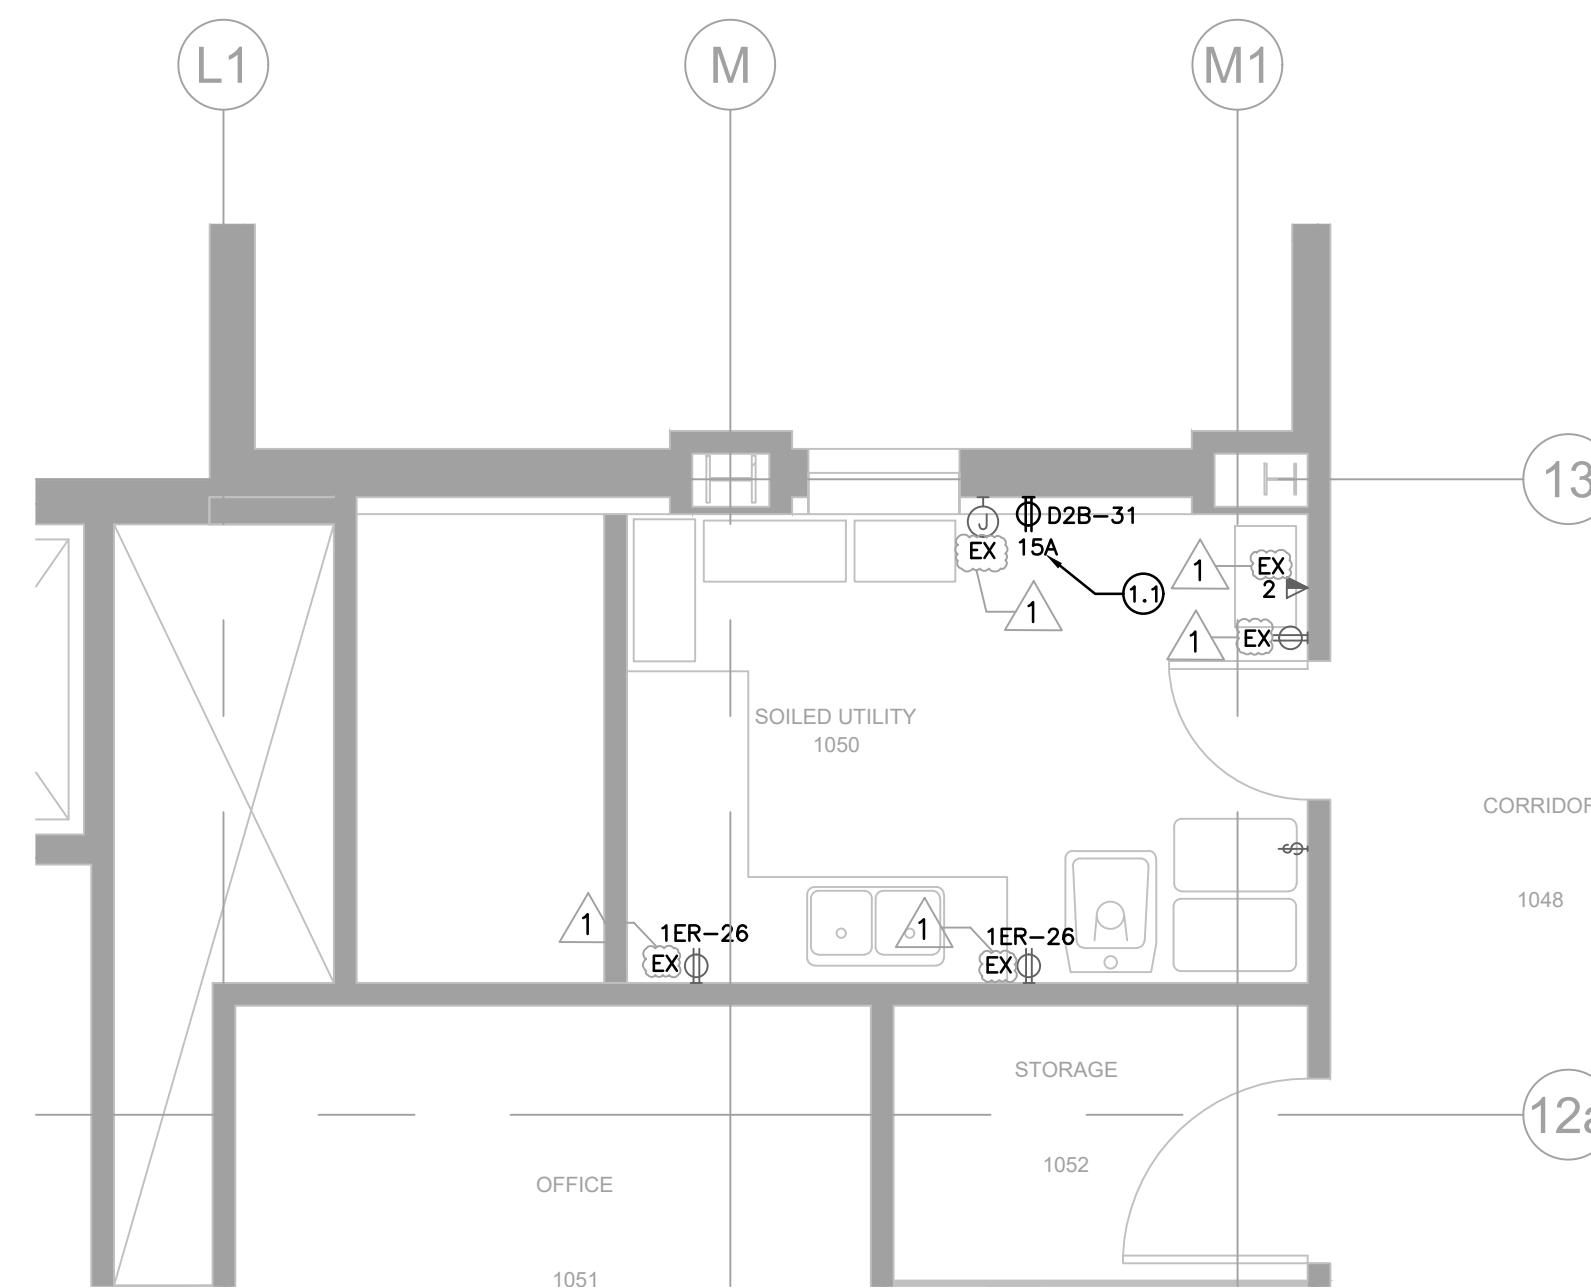 L1
M
M1
13
J
D2B-31
EX
15A
1
EX
1.1
2
1
1
EX
SOILED UTILITY
1050
CORRIDOR
$
1048
1
1ER-26
EX
1
1ER-26
EX
STORAGE
12a
1052
OFFICE
1051